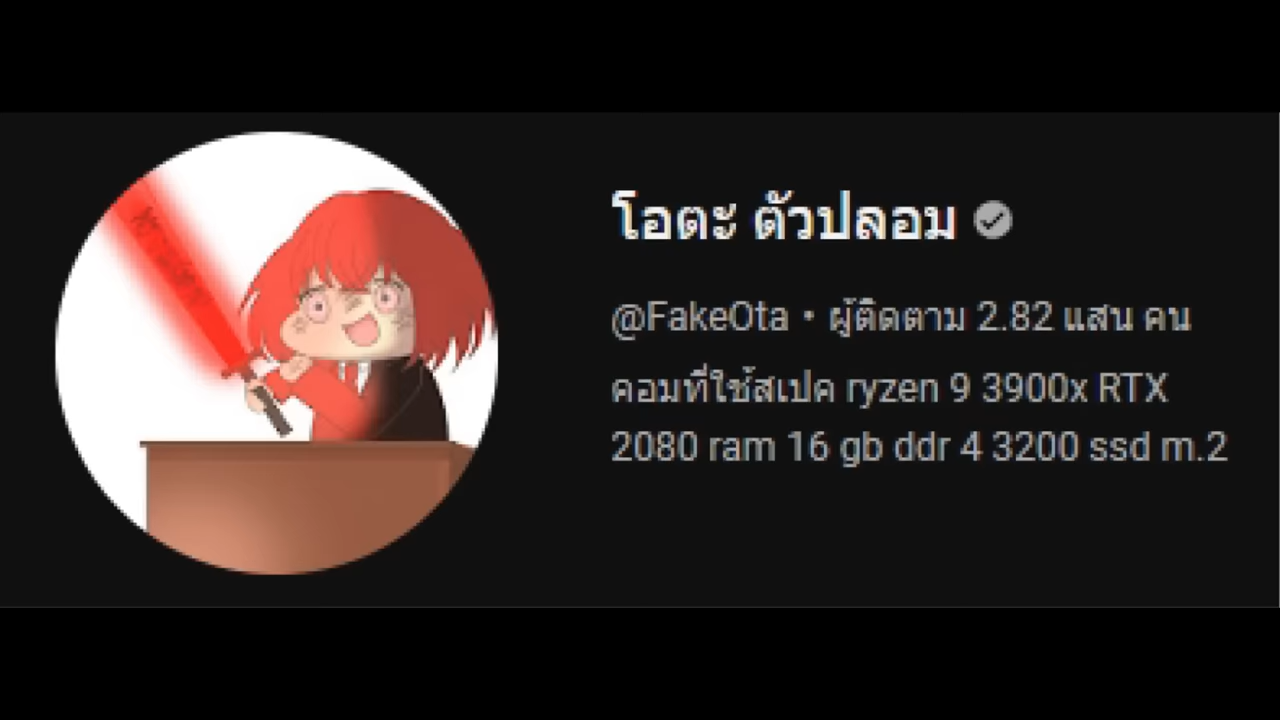 โอตะ ตัวปลอม
@FakeOta • ผู้ติดตาม 2.82 แสน คน
คอมที่ใช้สเปค ryzen 9 3900x RTX
2080 ram 16 gb ddr 4 3200 ssd m.2